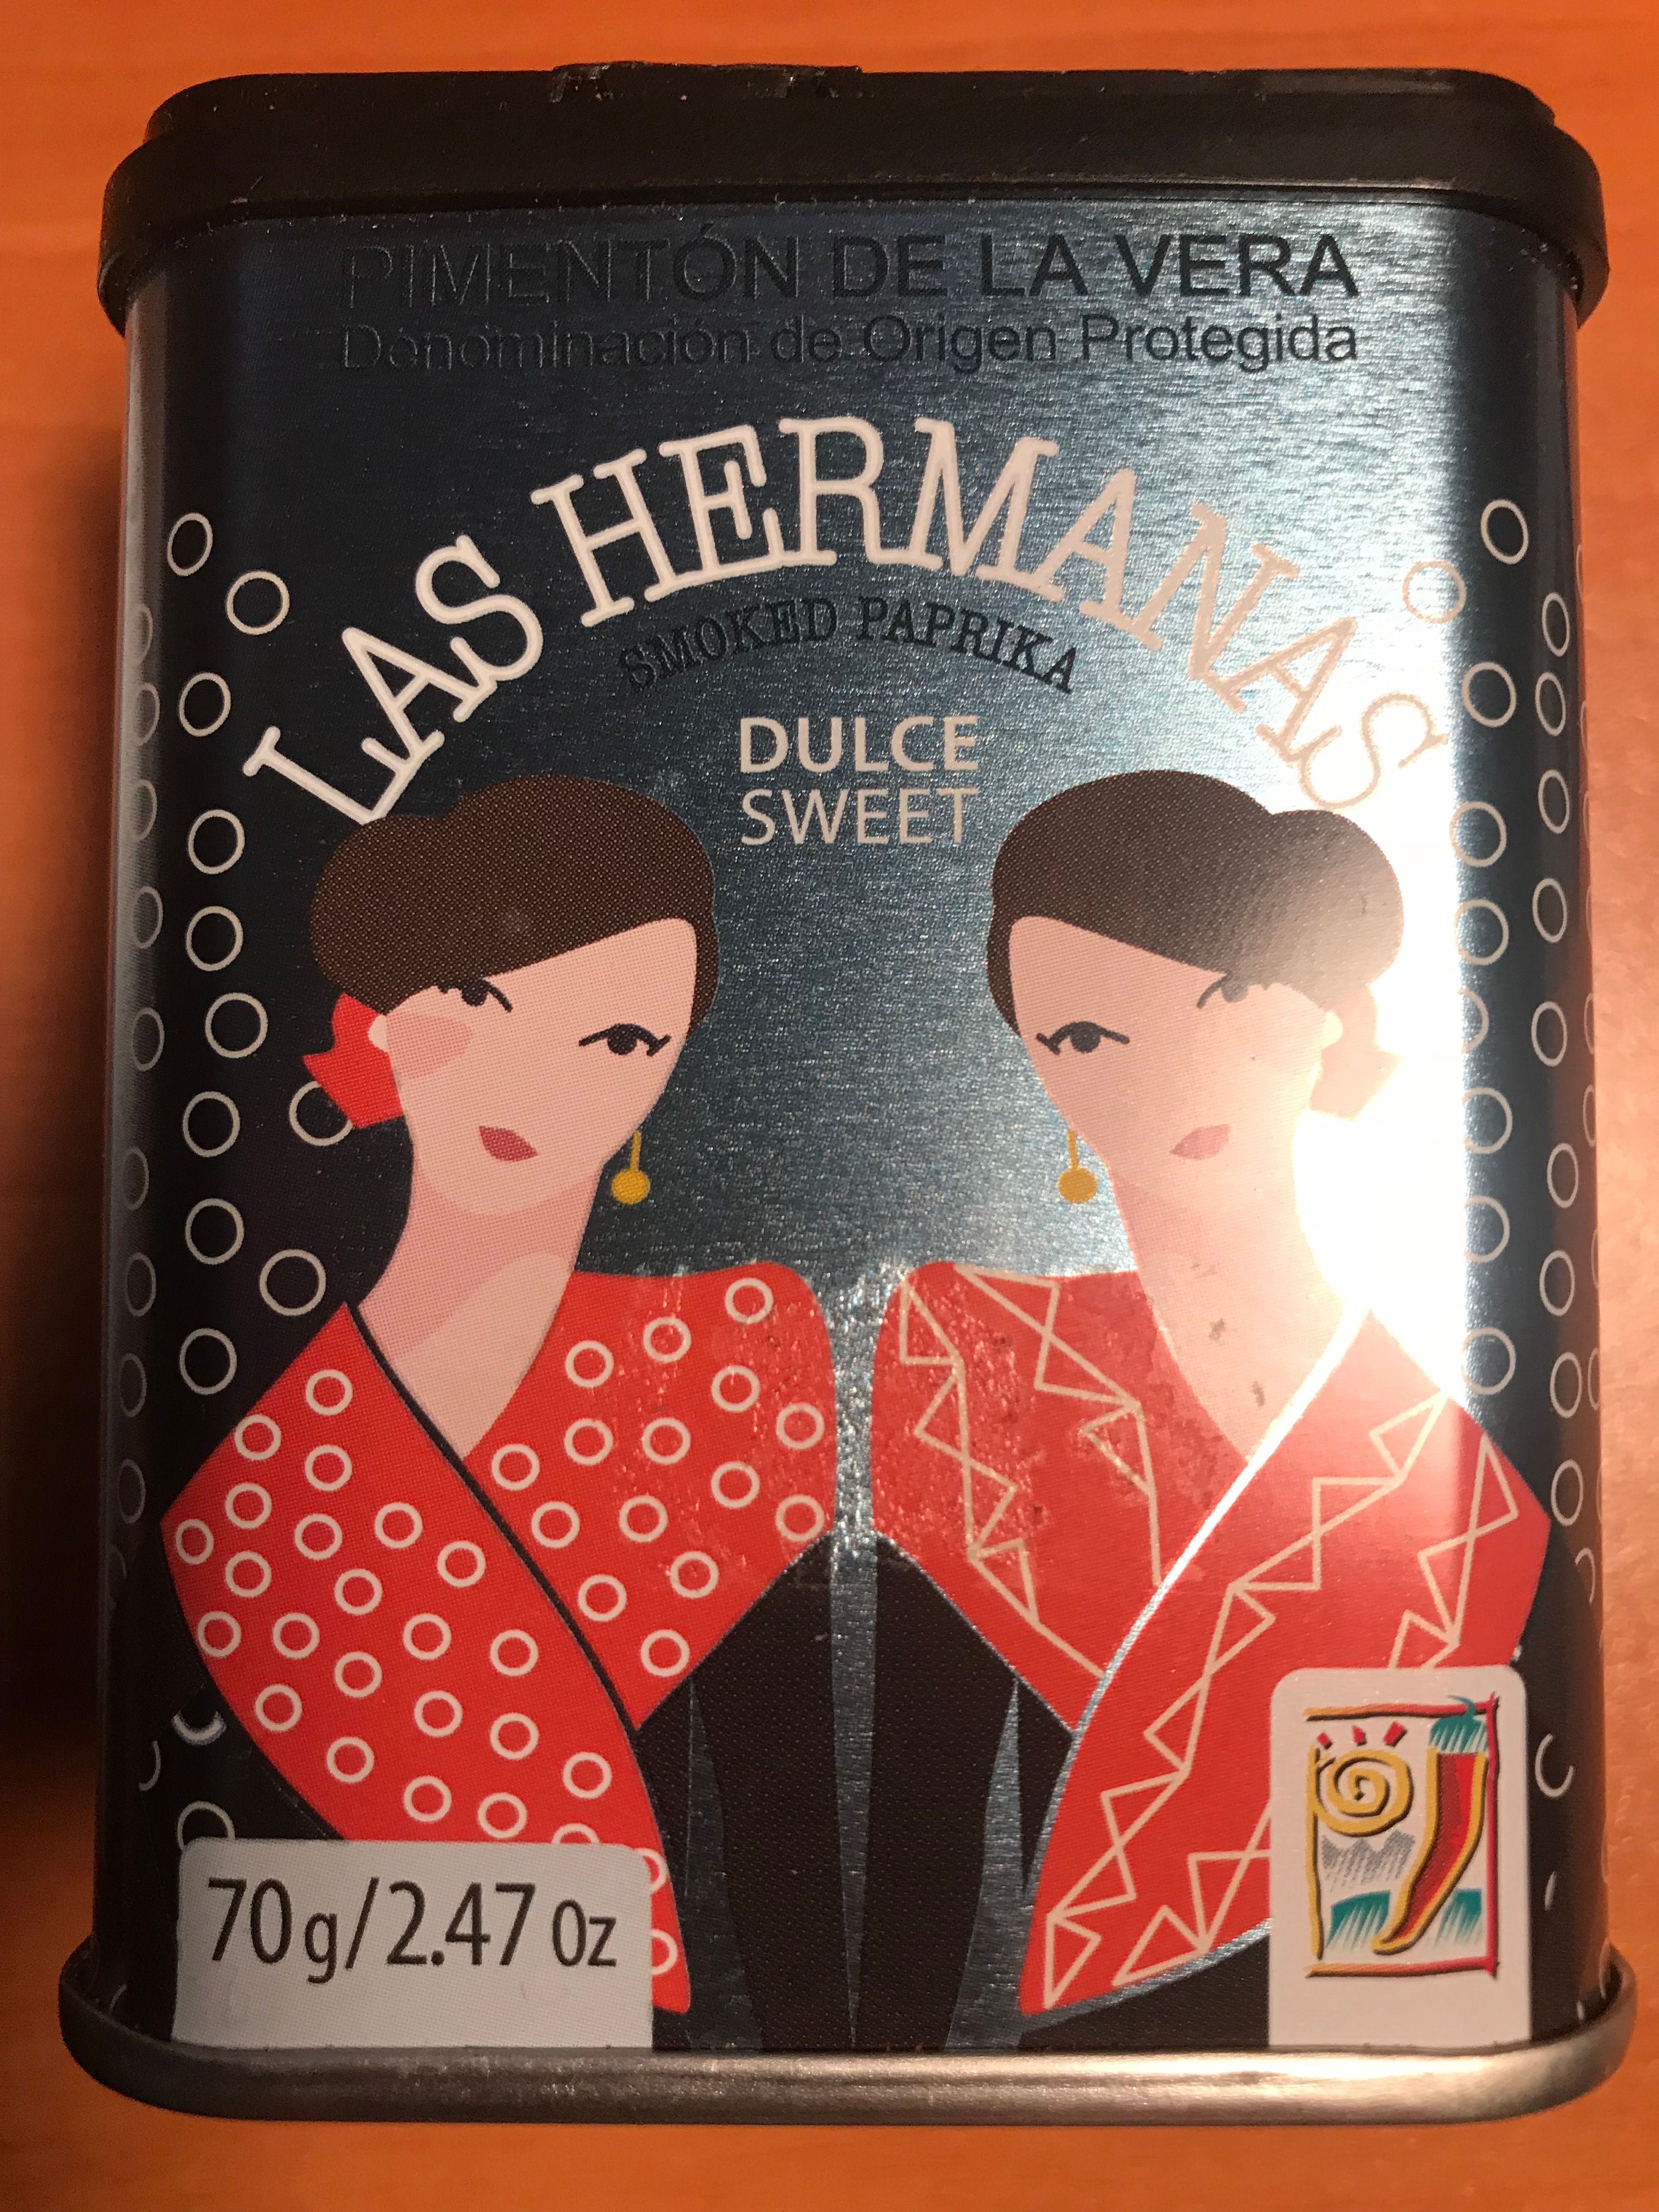 PIMENTÓN DE LA VERA
Denominación de Origen Protegida
LAS HERMANAS
SMOKED PAPRIKA
DULCE
SWEET
70g/2.47 Oz